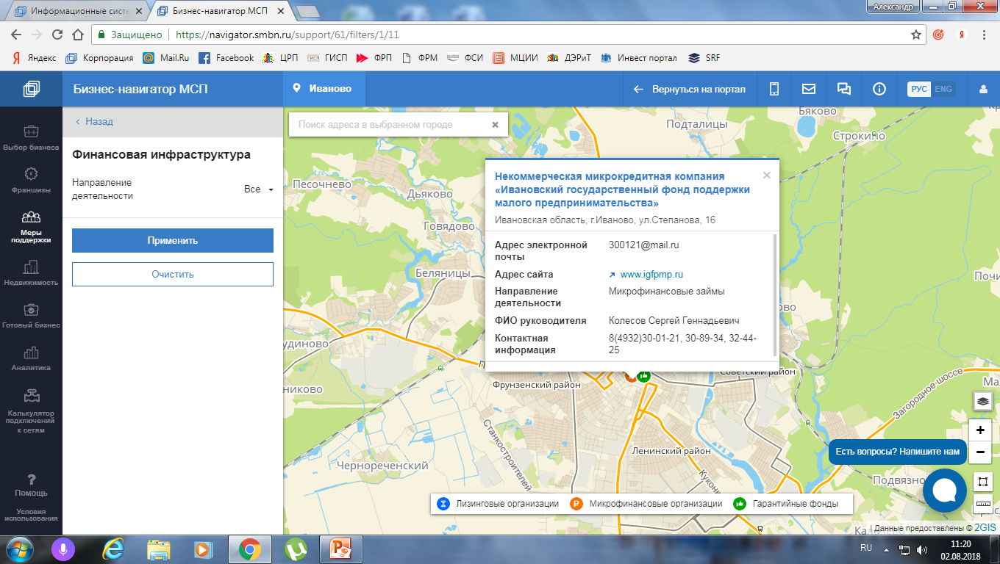 Информационные систе
Бизнес-навигатор МСП
Александр
Защищено
https://navigator.smbn.ru/support/61/filters/1/11
Яндекс
Корпорация
Mail.Ru
Facebook
ЦРП
ГИСП
ФРП
ФРМ
ФСИ
МЦИИ
ДЭРиТ
Инвест портал
SRF
Бизнес-навигатор МСП
Иваново
Вернуться на портал
РУС ENG
Выбор бизнеса
Франшизы
Меры
поддержки
Недвижимость
Готовый бизнес
Аналитика
Калькулятор
подключений
к сетям
Помощь
Условия
использования
Назад
Финансовая инфраструктура
Направление
деятельности
Все
Применить
Очистить
Поиск адреса в выбранном городе
Некоммерческая микрокредитная компания
«Ивановский государственный фонд поддержки
малого предпринимательства»
Ивановская область, г.Иваново, ул.Степанова, 16
Адрес электронной
почты
300121@mail.ru
Адрес сайта
www.igfpmp.ru
Направление
деятельности
Микрофинансовые займы
ФИО руководителя
Колесов Сергей Геннадьевич
Контактная
информация
8(4932)30-01-21, 30-89-34, 32-44-
25
Подталицы
Бяково
Строкино
Песочнево
Дьяково
Говядово
Беляницы
Фрунзенский район
Советский район
Ленинский район
Станкостроителей
Загородное шоссе
Чернореченский
Подвязно
Есть вопросы? Напишите нам
Лизинговые организации
Микрофинансовые организации
Гарантийные фонды
Данные предоставлены © 2GIS
RU
11:20
02.08.2018